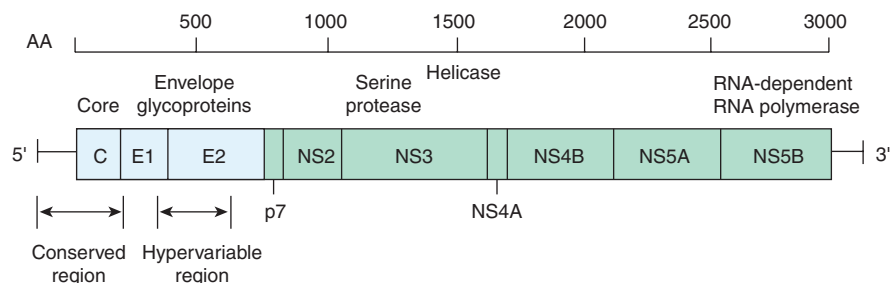 AA
500 1000 1500 2000 2500 3000
Helicase
Envelope Serine RNA-dependent
Core glycoproteins protease RNA polymerase
5' C E1 E2 NS2 NS3 NS4B NS5A NS5B 3'
p7 NS4A
Conserved Hypervariable
region region